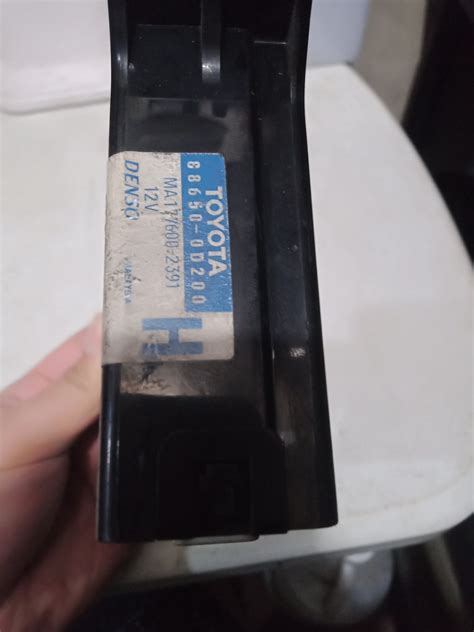 TOYOTA
88650-0D200
MA177600-2391
12V
DENSO
H